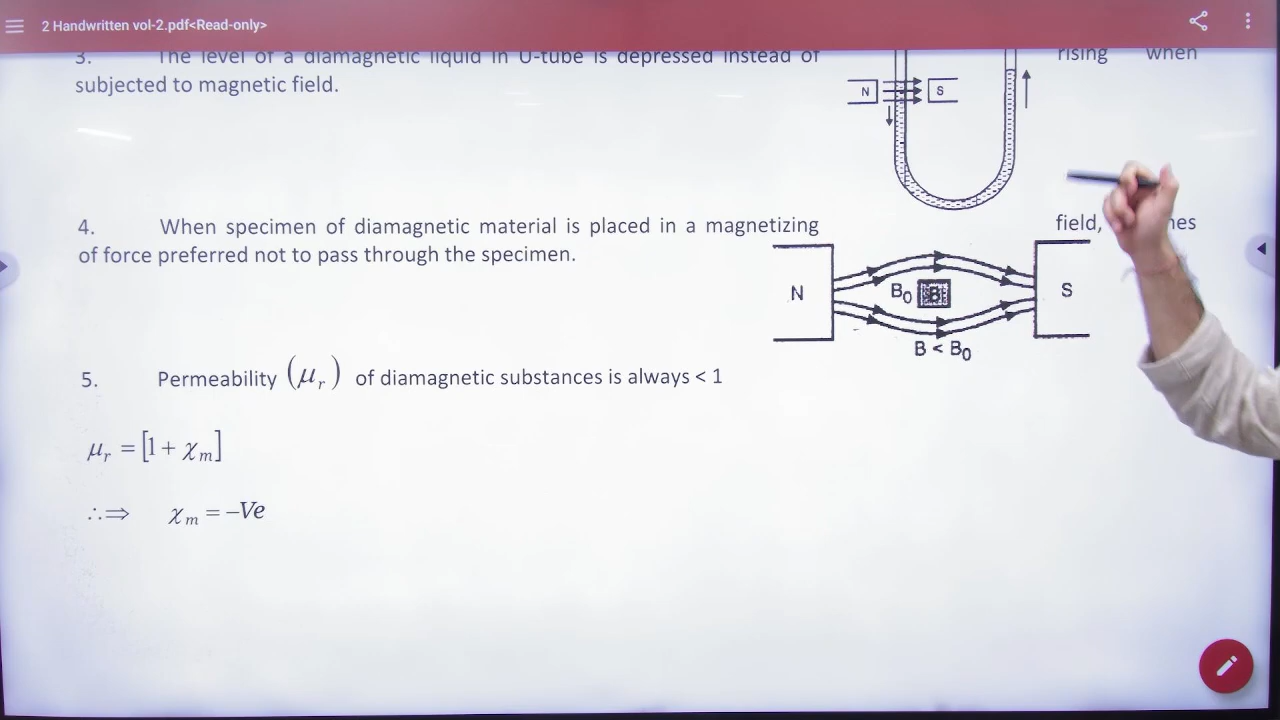 2 Handwritten vol-2.pdf<Read-only>
3. The level of a diamagnetic liquid in U-tube is depressed instead of rising when
subjected to magnetic field.
N S
4. When specimen of diamagnetic material is placed in a magnetizing field,
of force preferred not to pass through the specimen.
N B₀ B S
B < B₀
5. Permeability (μᵣ) of diamagnetic substances is always < 1
μᵣ = [1 + χₘ]
∴⇒ χₘ = –Ve